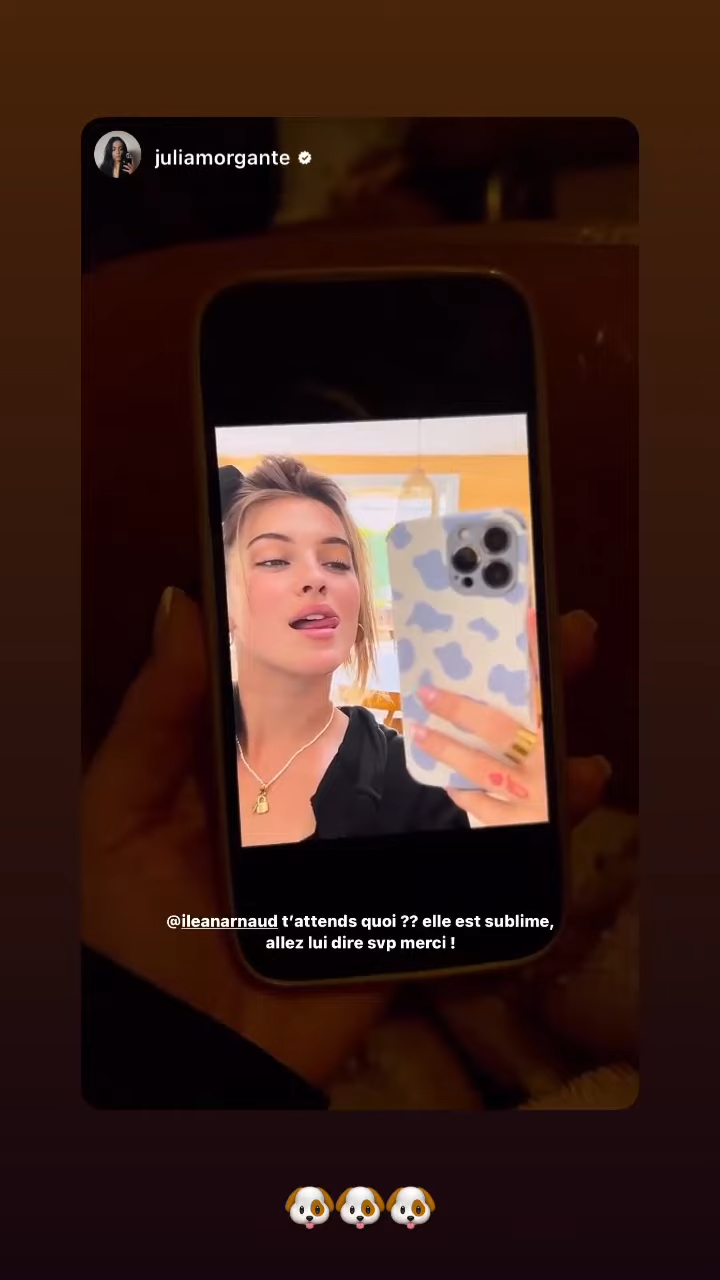 juliamorgante
@ileanarnaud t’attends quoi ?? elle est sublime,
allez lui dire svp merci !